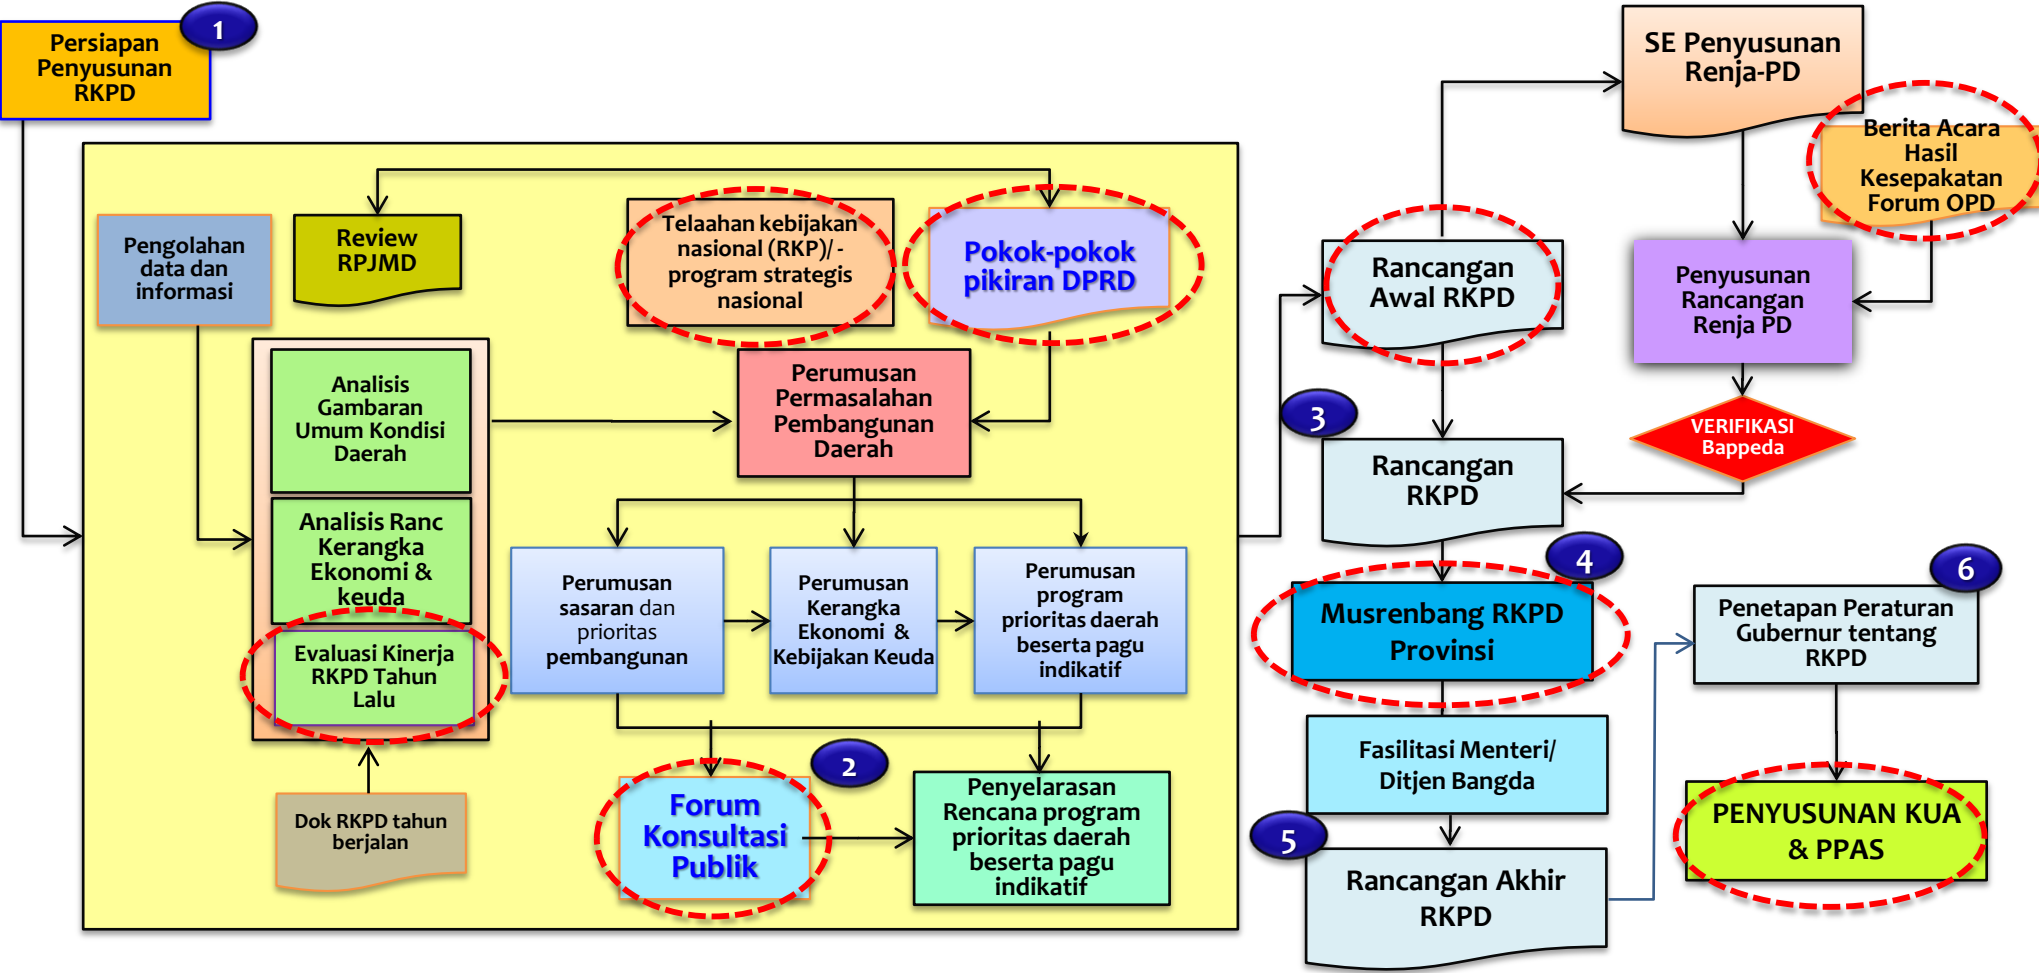 1
Persiapan
Penyusunan
RKPD
Pengolahan
data dan
informasi
Review
RPJMD
Telaahan kebijakan
nasional (RKP)/ -
program strategis
nasional
Pokok-pokok
pikiran DPRD
Analisis
Gambaran
Umum Kondisi
Daerah
Analisis Ranc
Kerangka
Ekonomi &
keuda
Evaluasi Kinerja
RKPD Tahun
Lalu
Dok RKPD tahun
berjalan
Perumusan
Permasalahan
Pembangunan
Daerah
Perumusan
sasaran dan
prioritas
pembangunan
Perumusan
Kerangka
Ekonomi &
Kebijakan Keuda
Perumusan
program
prioritas daerah
beserta pagu
indikatif
2
Forum
Konsultasi
Publik
Penyelarasan
Rencana program
prioritas daerah
beserta pagu
indikatif
Rancangan
Awal RKPD
SE Penyusunan
Renja-PD
Berita Acara
Hasil
Kesepakatan
Forum OPD
Penyusunan
Rancangan
Renja PD
VERIFIKASI
Bappeda
3
Rancangan
RKPD
4
Musrenbang RKPD
Provinsi
Fasilitasi Menteri/
Ditjen Bangda
5
Rancangan Akhir
RKPD
6
Penetapan Peraturan
Gubernur tentang
RKPD
PENYUSUNAN KUA
& PPAS